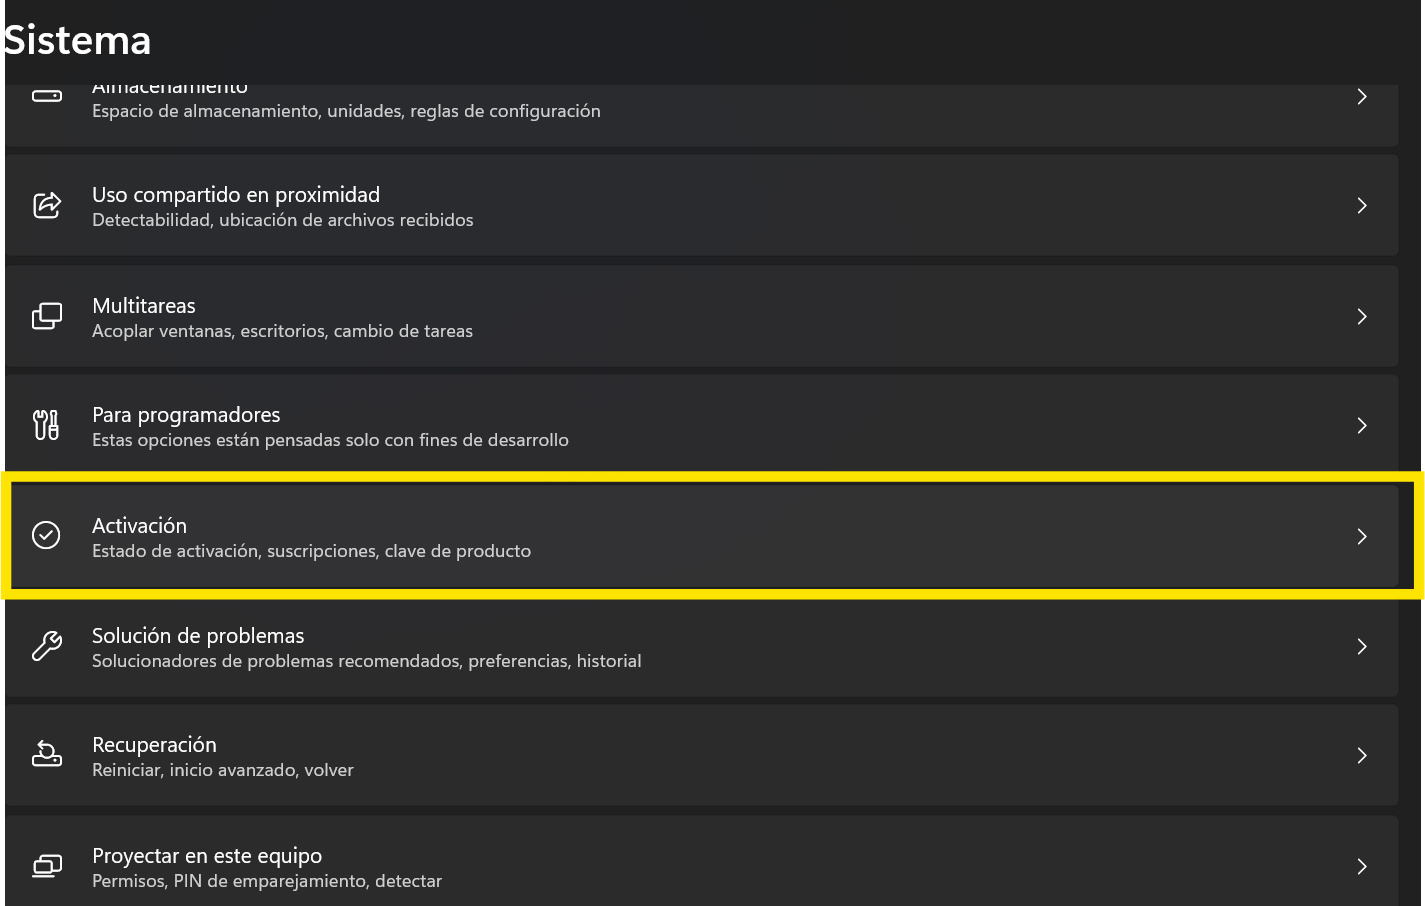 Sistema
Almacenamiento
Espacio de almacenamiento, unidades, reglas de configuración
Uso compartido en proximidad
Detectabilidad, ubicación de archivos recibidos
Multitareas
Acoplar ventanas, escritorios, cambio de tareas
Para programadores
Estas opciones están pensadas solo con fines de desarrollo
Activación
Estado de activación, suscripciones, clave de producto
Solución de problemas
Solucionadores de problemas recomendados, preferencias, historial
Recuperación
Reiniciar, inicio avanzado, volver
Proyectar en este equipo
Permisos, PIN de emparejamiento, detectar